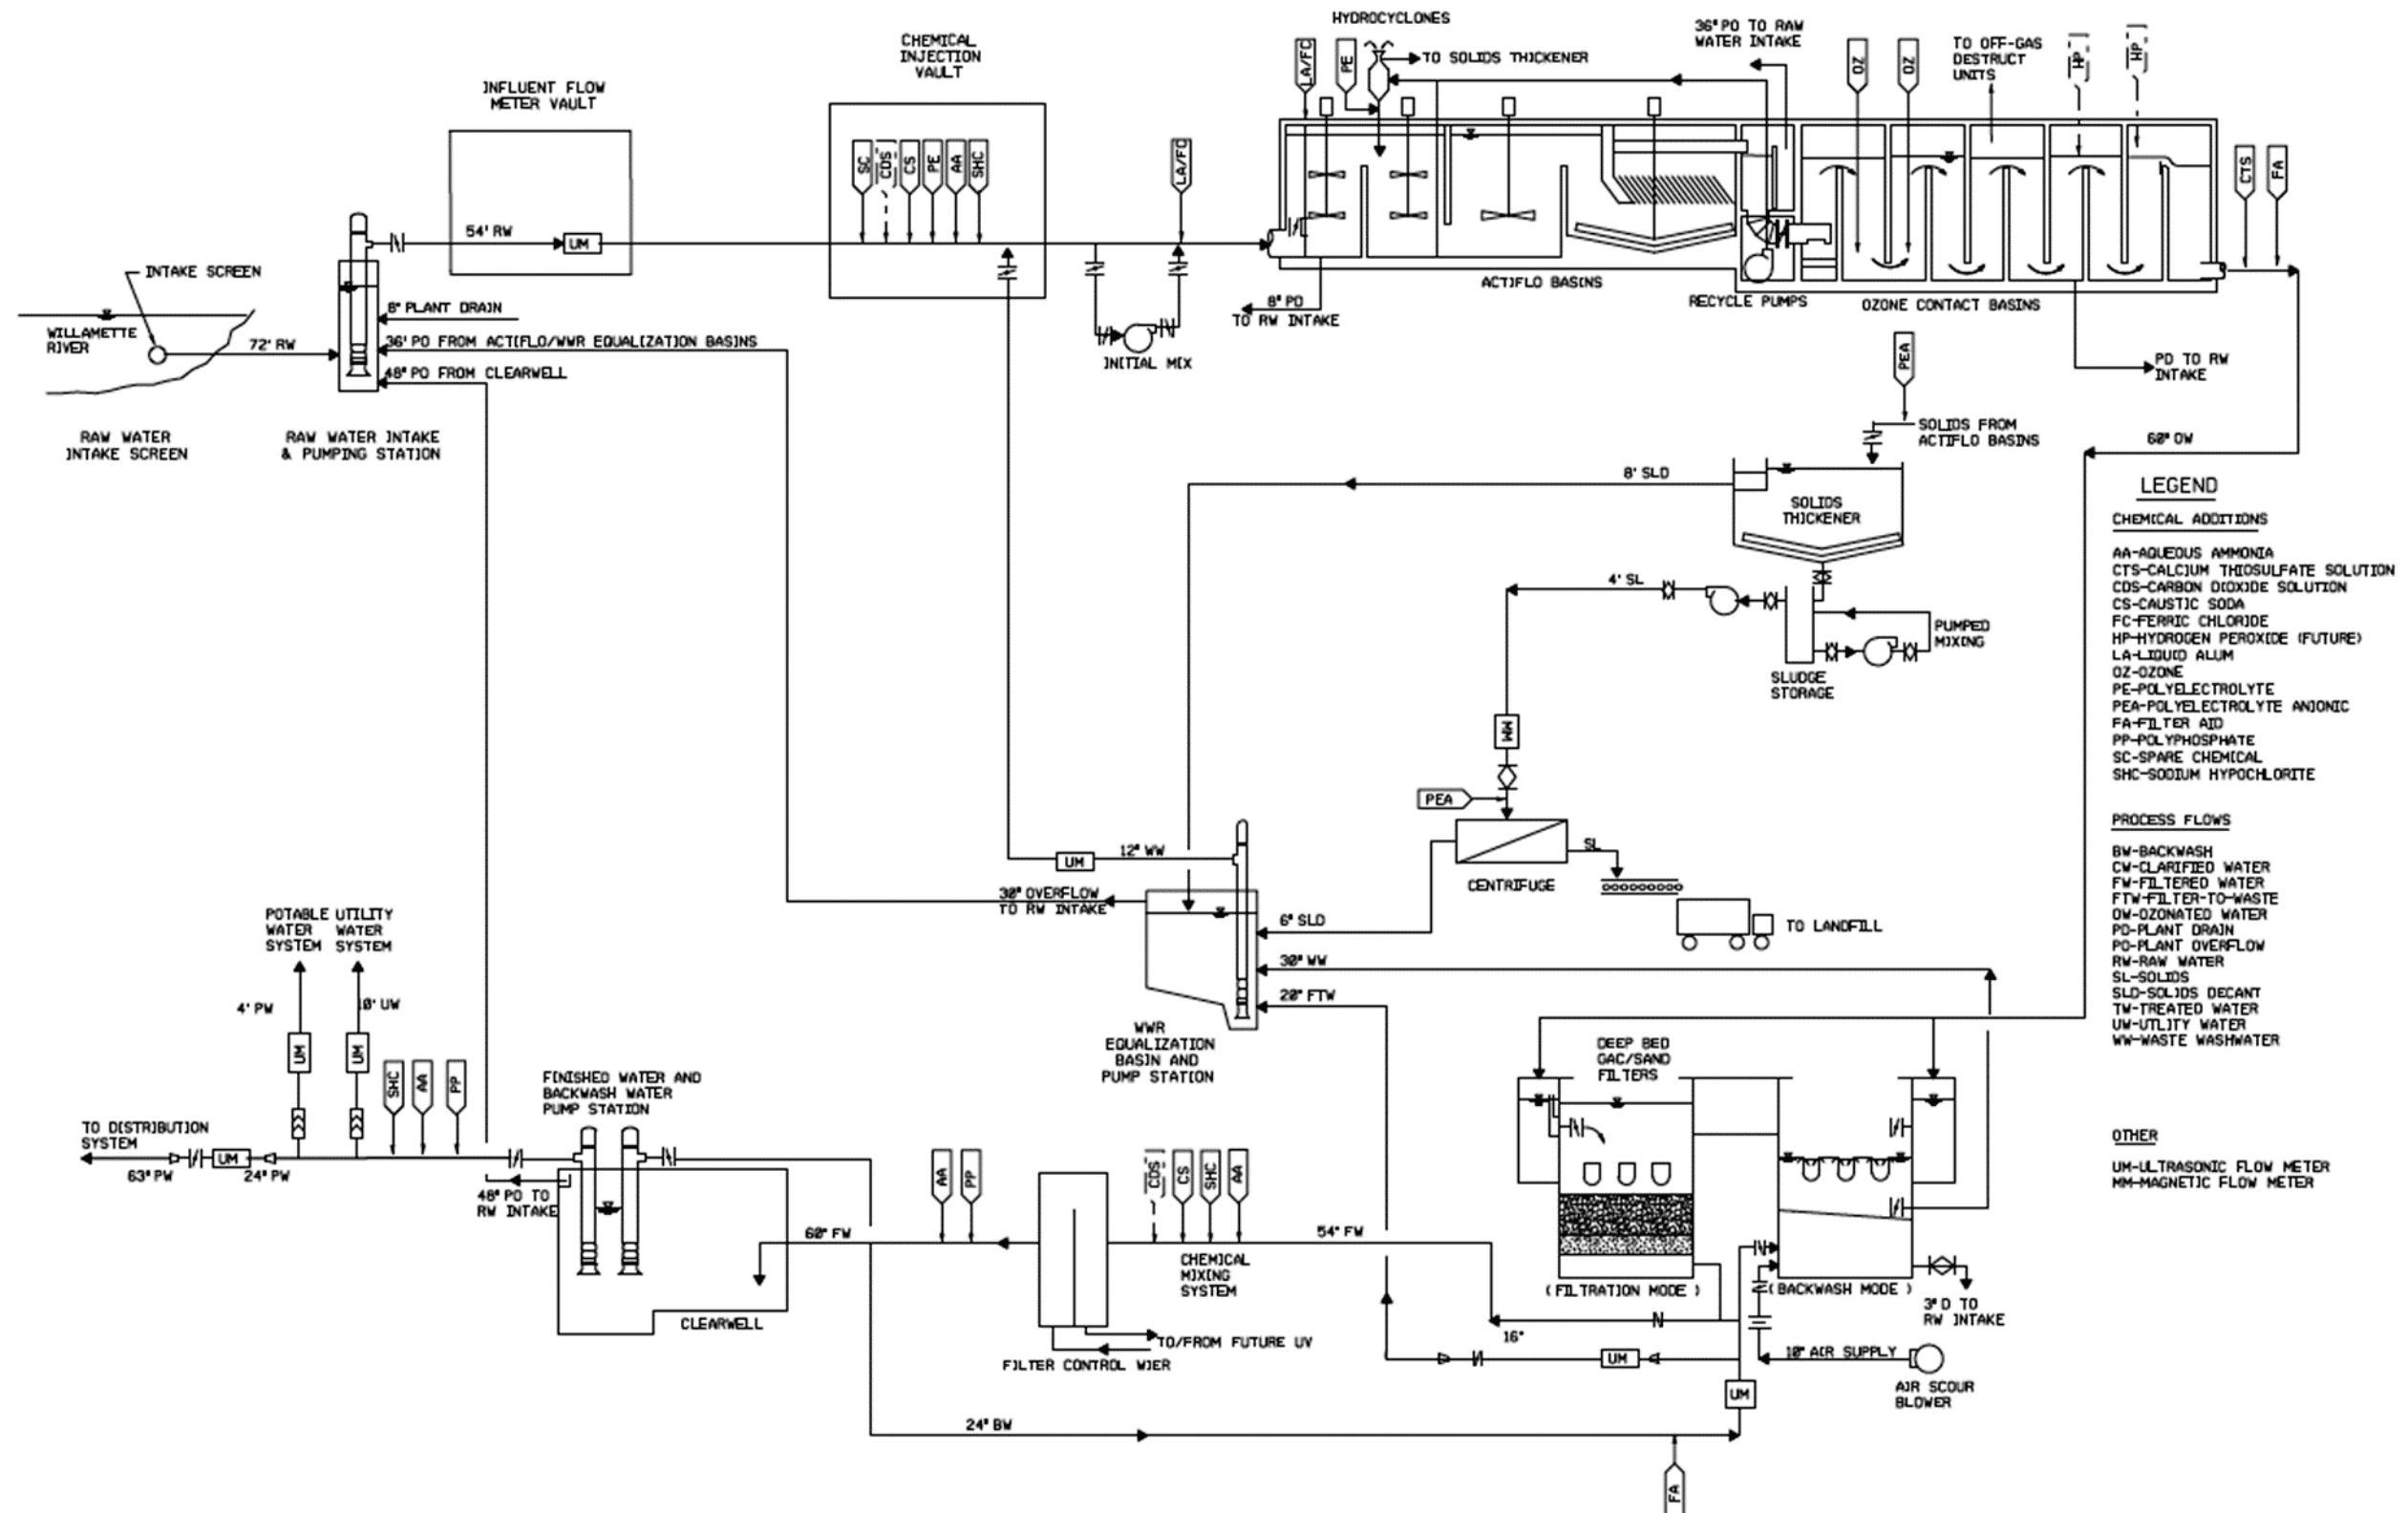 HYDROCYCLONES
36" PO TO RAW
WATER INTAKE
CHEMICAL
INJECTION
VAULT
TO OFF-GAS
DESTRUCT
UNITS
LA/FC
PE
TO SOLIDS THICKENER
OZ
OZ
HP
HP
INFLUENT FLOW
METER VAULT
SC
CDS
CS
PE
AA
SHC
LA/FC
CTS
FA
54" RW
UM
INTAKE SCREEN
WILLAMETTE
RIVER
72" RW
8" PLANT DRAIN
36" PO FROM ACTIFLO/WWR EQUALIZATION BASINS
48" PO FROM CLEARWELL
INITIAL MIX
8" PD
TO RW INTAKE
ACTIFLO BASINS
RECYCLE PUMPS
OZONE CONTACT BASINS
PEA
PD TO RW
INTAKE
RAW WATER
INTAKE SCREEN
RAW WATER INTAKE
& PUMPING STATION
SOLIDS FROM
ACTIFLO BASINS
60" OW
8" SLD
SOLIDS
THICKENER
4" SL
PUMPED
MIXING
SLUDGE
STORAGE
MM
PEA
CENTRIFUGE
SL
TO LANDFILL
LEGEND
CHEMICAL ADDITIONS
AA-AQUEOUS AMMONIA
CTS-CALCIUM THIOSULFATE SOLUTION
CDS-CARBON DIOXIDE SOLUTION
CS-CAUSTIC SODA
FC-FERRIC CHLORIDE
HP-HYDROGEN PEROXIDE (FUTURE)
LA-LIQUID ALUM
OZ-OZONE
PE-POLYELECTROLYTE
PEA-POLYELECTROLYTE ANIONIC
FA-FILTER AID
PP-POLYPHOSPHATE
SC-SPARE CHEMICAL
SHC-SODIUM HYPOCHLORITE
PROCESS FLOWS
BW-BACKWASH
CW-CLARIFIED WATER
FW-FILTERED WATER
FTW-FILTER-TO-WASTE
OW-OZONATED WATER
PD-PLANT DRAIN
PO-PLANT OVERFLOW
RW-RAW WATER
SL-SOLIDS
SLD-SOLIDS DECANT
TW-TREATED WATER
UW-UTLITY WATER
WW-WASTE WASHWATER
OTHER
UM-ULTRASONIC FLOW METER
MM-MAGNETIC FLOW METER
UM
12" WW
30" OVERFLOW
TO RW INTAKE
6" SLD
30" WW
20" FTW
WWR
EQUALIZATION
BASIN AND
PUMP STATION
POTABLE
WATER
SYSTEM
UTILITY
WATER
SYSTEM
4" PW
10" UW
UM
UM
SHC
AA
PP
FINISHED WATER AND
BACKWASH WATER
PUMP STATION
TO DISTRIBUTION
SYSTEM
UM
63" PW
24" PW
48" PO TO
RW INTAKE
CLEARWELL
60" FW
AA
PP
CDS
CS
SHC
AA
CHEMICAL
MIXING
SYSTEM
54" FW
TO/FROM FUTURE UV
FILTER CONTROL WIER
DEEP BED
GAC/SAND
FILTERS
(FILTRATION MODE)
(BACKWASH MODE)
3" D TO
RW INTAKE
16"
UM
10" AIR SUPPLY
AIR SCOUR
BLOWER
UM
24" BW
FA